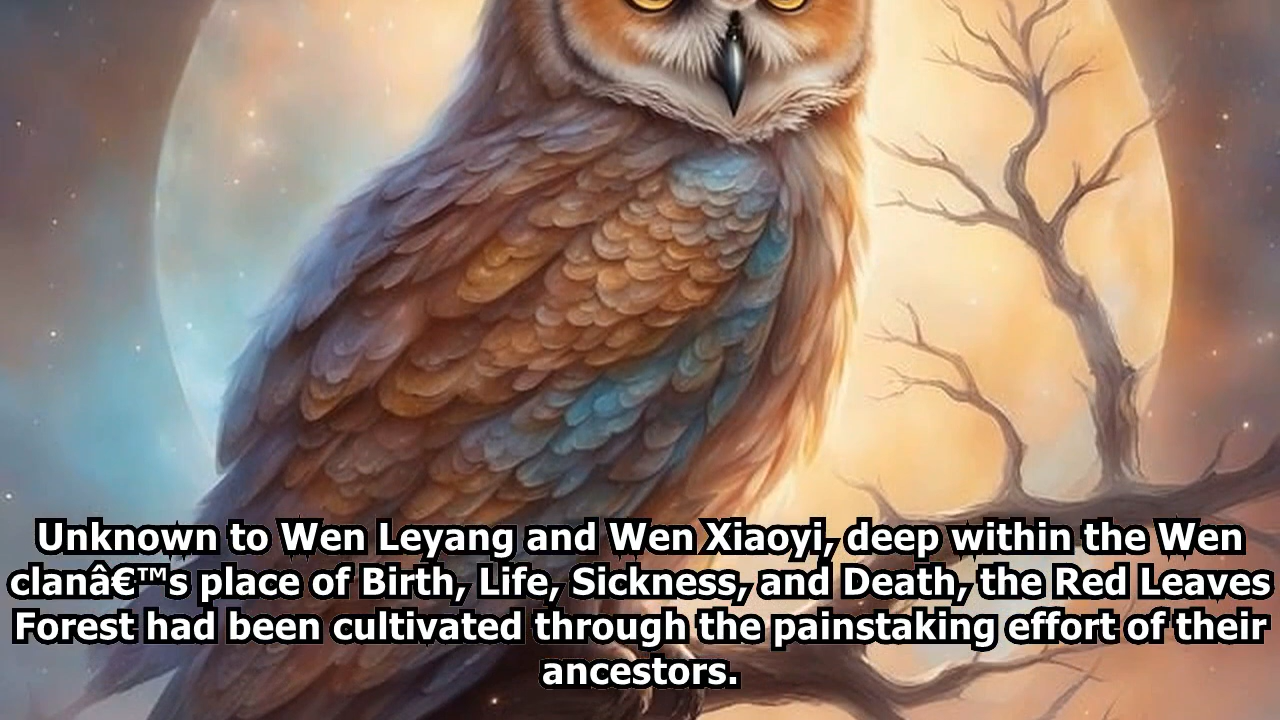 Unknown to Wen Leyang and Wen Xiaoyi, deep within the Wen
clanâ€™s place of Birth, Life, Sickness, and Death, the Red Leaves
Forest had been cultivated through the painstaking effort of their
ancestors.